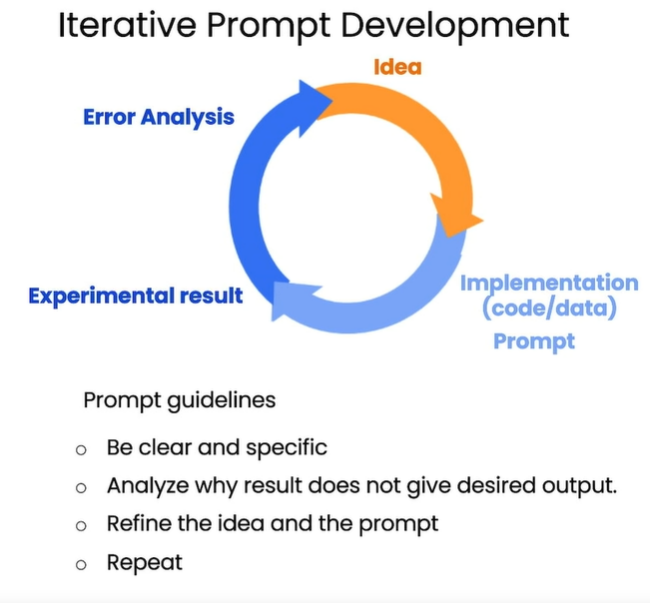 Iterative Prompt Development
Idea
Error Analysis
Implementation
(code/data)
Prompt
Experimental result
Prompt guidelines
o Be clear and specific
o Analyze why result does not give desired output.
o Refine the idea and the prompt
o Repeat